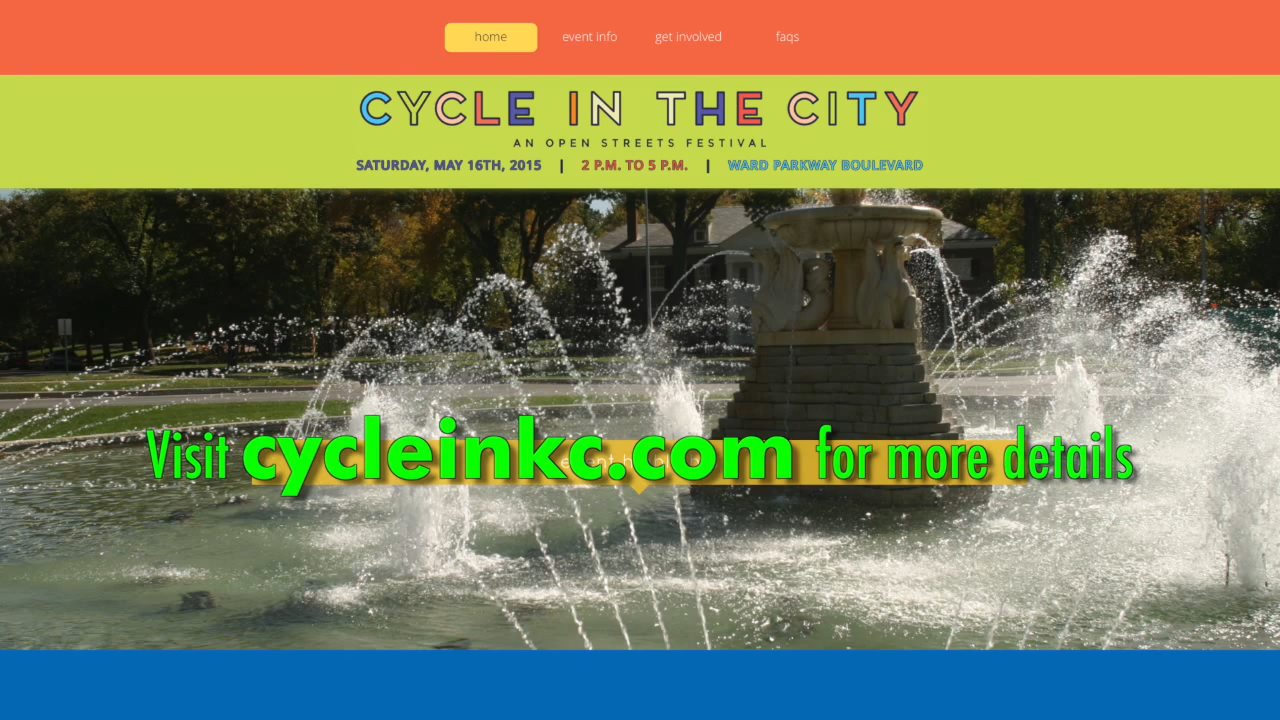 home event info get involved faqs
CYCLE IN THE CITY
AN OPEN STREETS FESTIVAL
SATURDAY, MAY 16TH, 2015 | 2 P.M. TO 5 P.M. | WARD PARKWAY BOULEVARD
Visit cycleinkc.com for more details